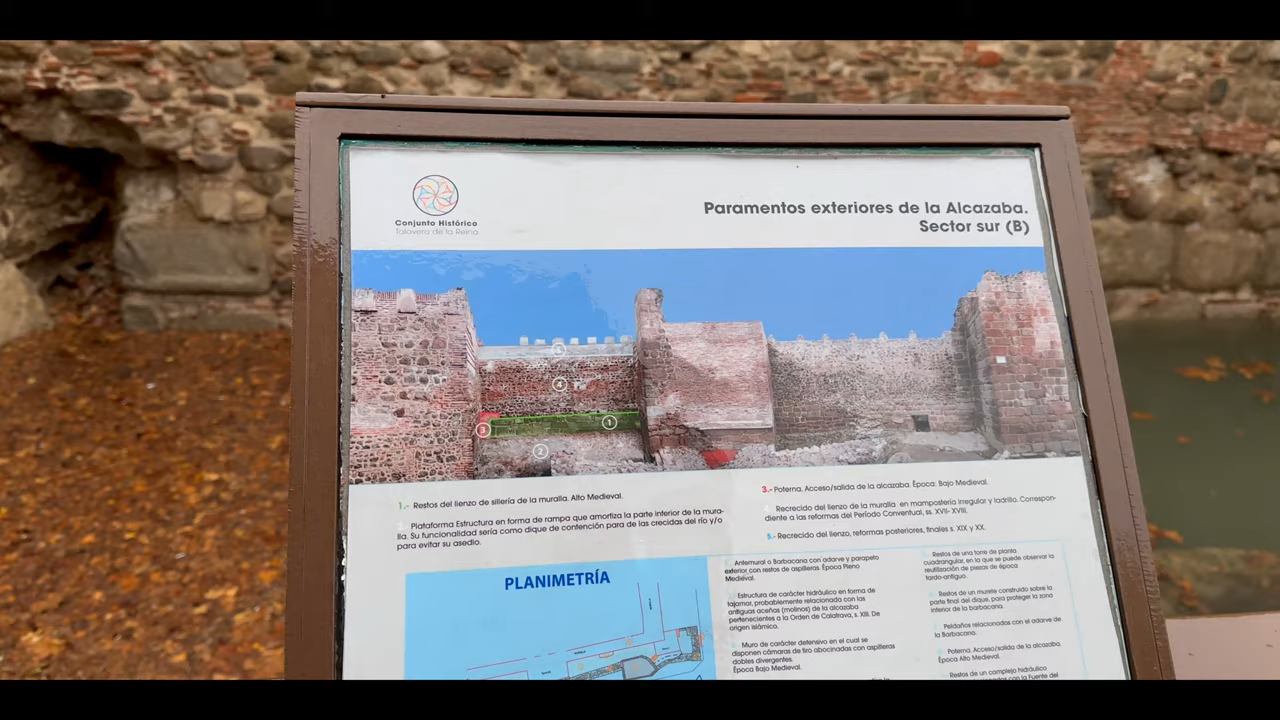 Conjunto Histórico
Talavera de la Reina
Paramentos exteriores de la Alcazaba.
Sector sur (B)
5
4
1
3
2
1.- Restos del lienzo de sillería de la muralla. Alto Medieval.
Plataforma Estructura en forma de rampa que amortiza la parte inferior de la mura-
lla. Su funcionalidad sería como dique de contención para de las crecidas del río y/o
para evitar su asedio.
3.- Poterna. Acceso/salida de la alcazaba. Época: Bajo Medieval.
Recrecido del lienzo de la muralla en mampostería irregular y ladrillo. Correspon-
diente a las reformas del Período Conventual, ss. XVII- XVIII.
5.- Recrecido del lienzo, reformas posteriores, finales s. XIX y XX.
PLANIMETRÍA
Antemural o Barbacana con adarve y parapeto
exterior con restos de aspilleras. Época Pleno
Medieval.
Estructura de carácter hidráulico en forma de
tajamar, probablemente relacionada con las
antiguas aceñas (molinos) de la alcazaba
pertenecientes a la Orden de Calatrava, s. XIII. De
origen islámico.
Muro de carácter defensivo en el cual se
disponen cámaras de tiro abocinadas con aspilleras
dobles divergentes.
Época Bajo Medieval.
Restos de una torre de planta
cuadrangular, en la que se puede observar la
reutilización de piezas de época
tardo-antiguo.
Restos de un murete construido sobre la
parte final del dique, para proteger la zona
inferior de la barbacana.
Peldaños relacionados con el adarve de
la Barbacana.
Poterna. Acceso/salida de la alcazaba.
Época Alto Medieval.
Restos de un complejo hidráulico
con la Fuente del